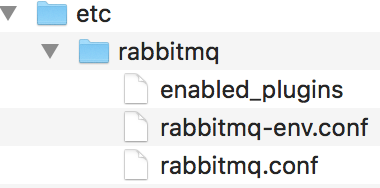 etc
rabbitmq
enabled_plugins
rabbitmq-env.conf
rabbitmq.conf